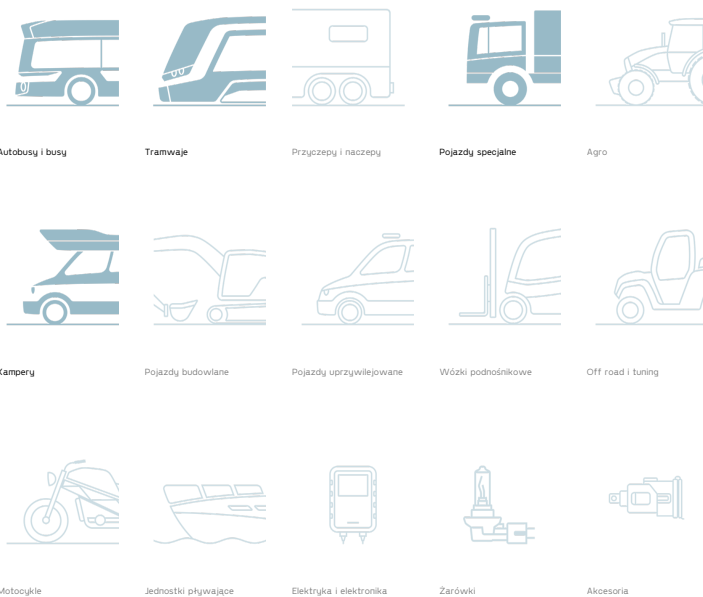 Autobusy i busy
Tramwaje
Przyczepy i naczepy
Pojazdy specjalne
Agro
Kampery
Pojazdy budowlane
Pojazdy uprzywilejowane
Wózki podnośnikowe
Off road i tuning
Motocykle
Jednostki pływające
Elektryka i elektronika
Żarówki
Akcesoria